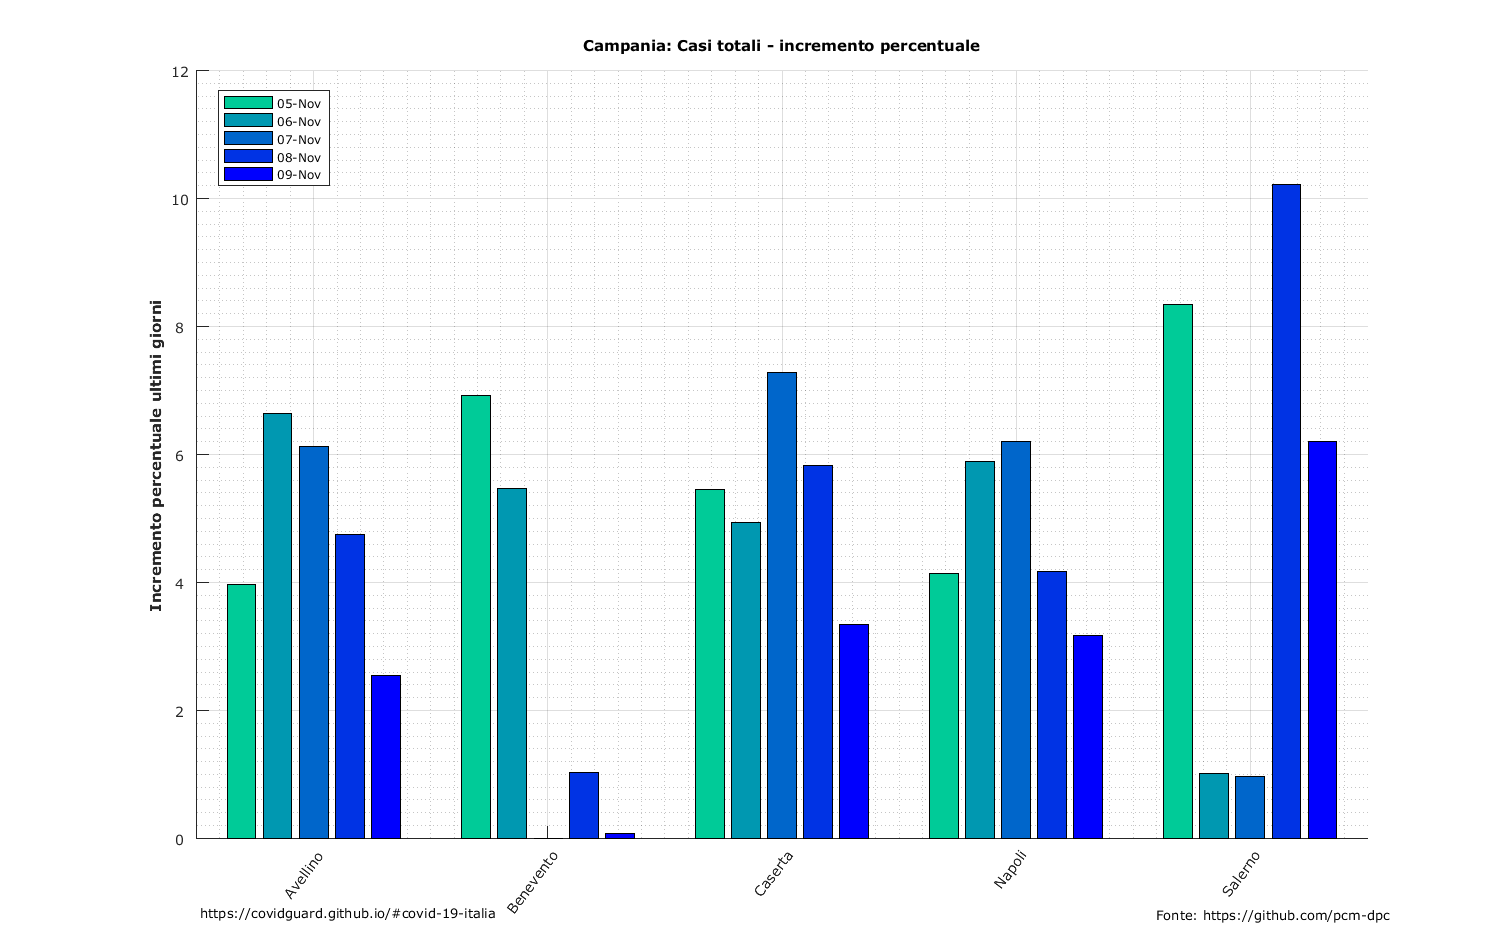 Campania: Casi totali - incremento percentuale
12
10
8
6
4
2
0
Incremento percentuale ultimi giorni
05-Nov
06-Nov
07-Nov
08-Nov
09-Nov
Avellino
Benevento
Caserta
Napoli
Salerno
https://covidguard.github.io/#covid-19-italia
Fonte: https://github.com/pcm-dpc